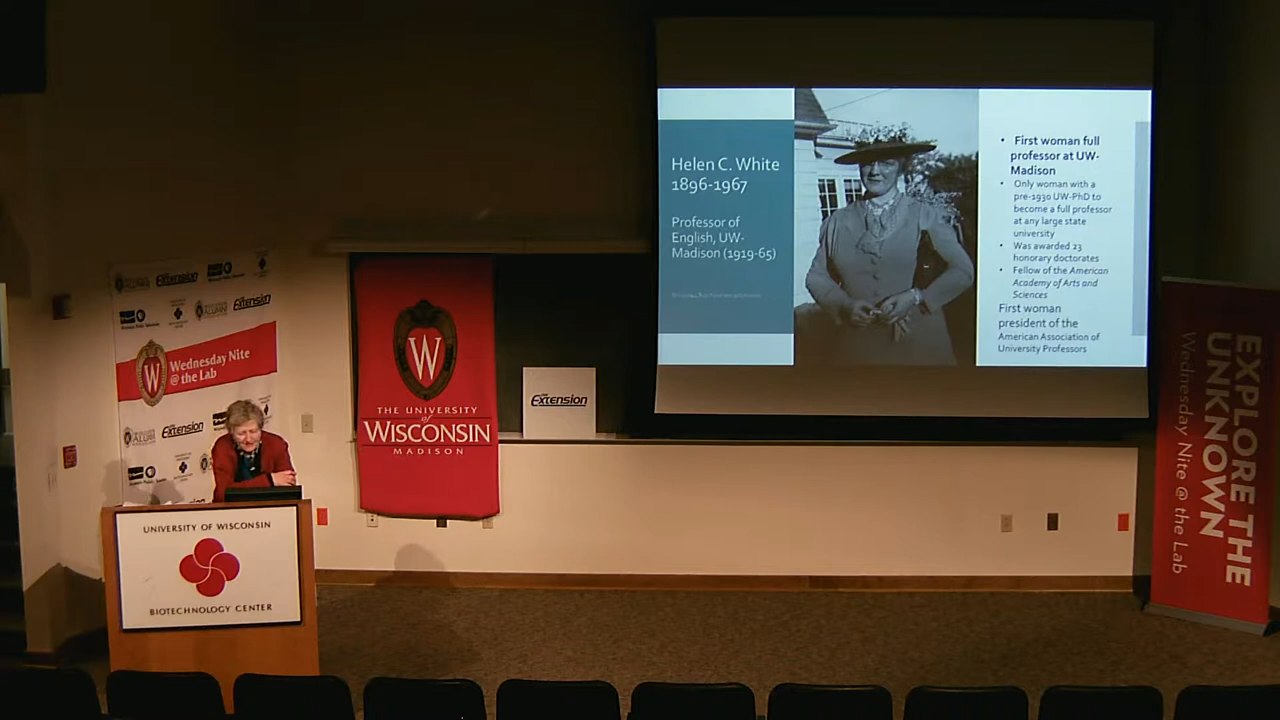 Helen C. White
1896-1967
Professor of
English, UW-
Madison (1919-65)
• First woman full
professor at UW-
Madison
• Only woman with a
pre-1930 UW-PhD to
become a full professor
at any large state
university
• Was awarded 23
honorary doctorates
• Fellow of the American
Academy of Arts and
Sciences
First woman
president of the
American Association of
University Professors
Extension
Extension
Wednesday Nite
@ the Lab
W
Extension
W
THE UNIVERSITY
of
WISCONSIN
MADISON
Extension
UNIVERSITY OF WISCONSIN
BIOTECHNOLOGY CENTER
EXPLORE THE
UNKNOWN
Wednesday Nite @ the Lab